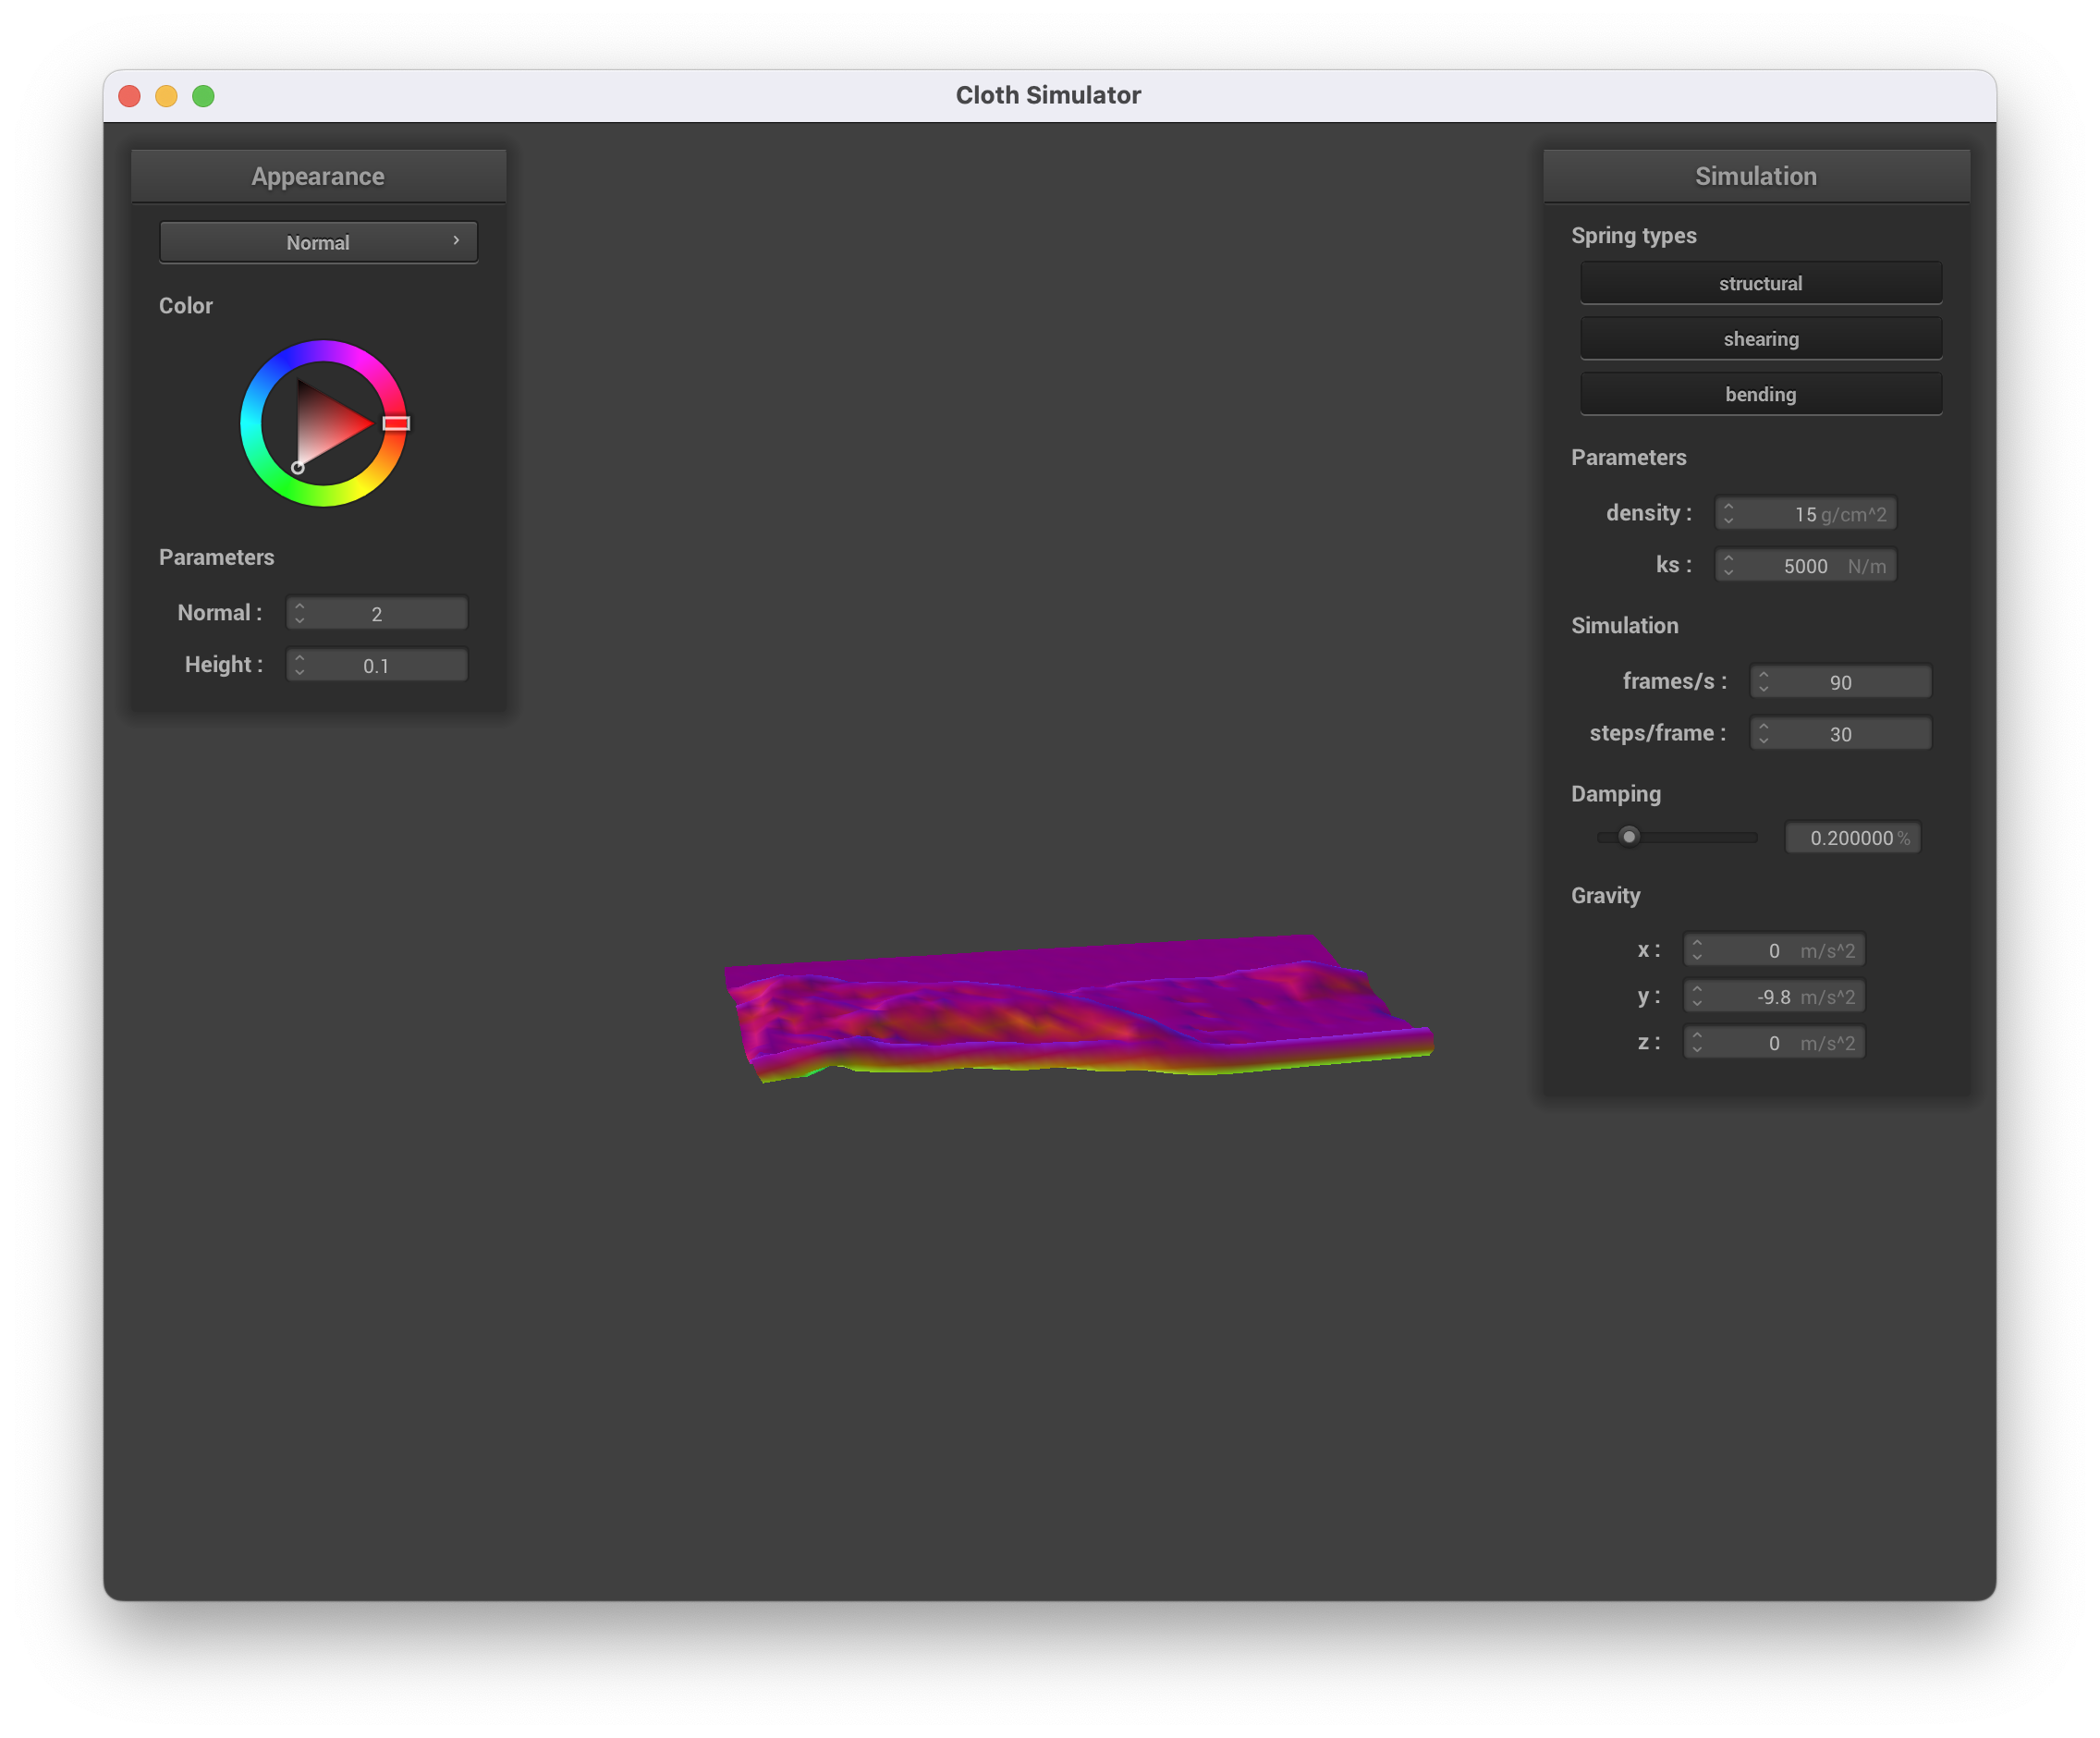 Cloth Simulator
Appearance
Normal
Color
Parameters
Normal : 2
Height : 0.1
Simulation
Spring types
structural
shearing
bending
Parameters
density : 15 g/cm^2
ks : 5000 N/m
Simulation
frames/s : 90
steps/frame : 30
Damping
0.200000 %
Gravity
x : 0 m/s^2
y : -9.8 m/s^2
z : 0 m/s^2